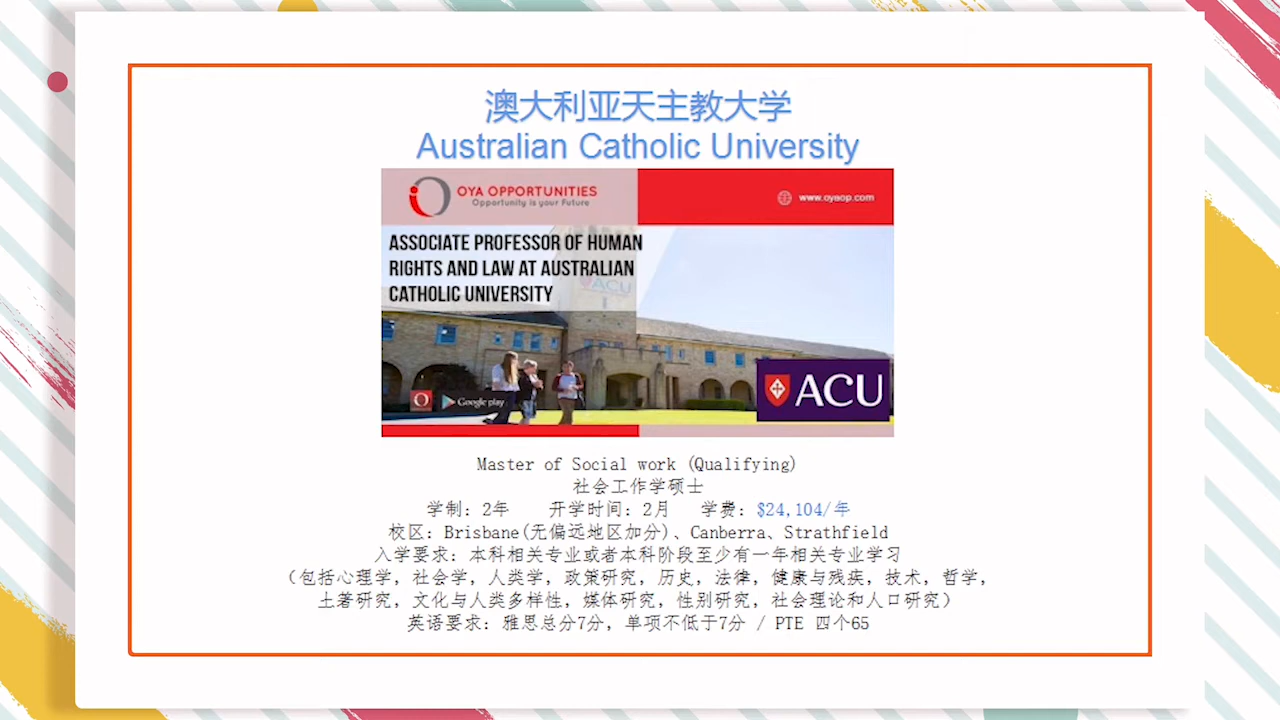 澳大利亚天主教大学
Australian Catholic University
OYA OPPORTUNITIES
Opportunity is your Future
www.oyaop.com
ASSOCIATE PROFESSOR OF HUMAN
RIGHTS AND LAW AT AUSTRALIAN
CATHOLIC UNIVERSITY
ACU
Google play
ACU
Master of Social work (Qualifying)
社会工作学硕士
学制：2年 开学时间：2月 学费：$24,104/年
校区：Brisbane(无偏远地区加分)、Canberra、Strathfield
入学要求：本科相关专业或者本科阶段至少有一年相关专业学习
（包括心理学，社会学，人类学，政策研究，历史，法律，健康与残疾，技术，哲学，
土著研究，文化与人类多样性，媒体研究，性别研究，社会理论和人口研究）
英语要求：雅思总分7分，单项不低于7分 / PTE 四个65